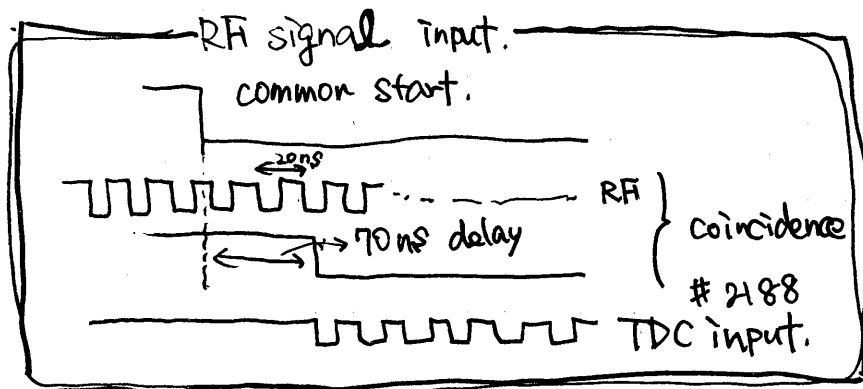 RF signal input.
common start.
20ns
RF
70ns delay
coincidence
# 2188
TDC input.